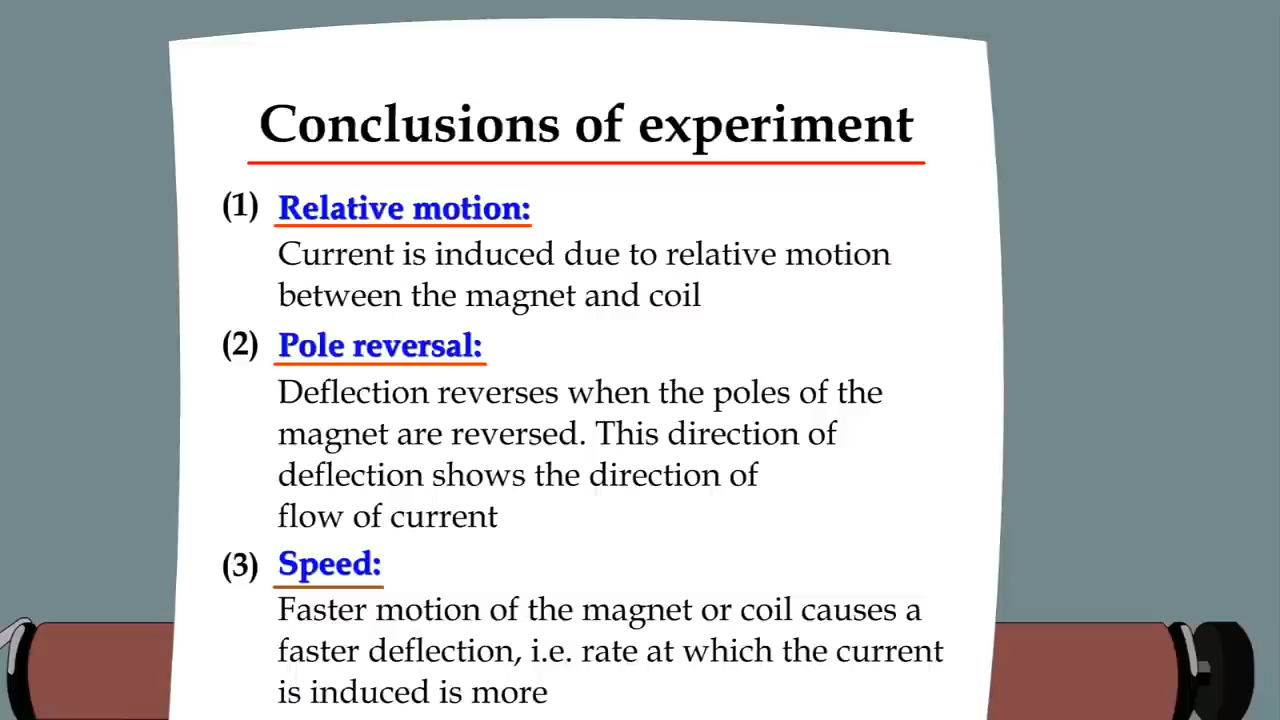 Conclusions of experiment
(1) Relative motion:
Current is induced due to relative motion
between the magnet and coil
(2) Pole reversal:
Deflection reverses when the poles of the
magnet are reversed. This direction of
deflection shows the direction of
flow of current
(3) Speed:
Faster motion of the magnet or coil causes a
faster deflection, i.e. rate at which the current
is induced is more